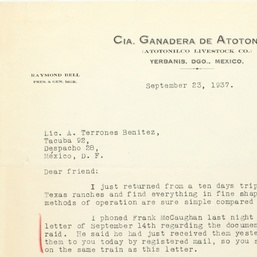 CIA. GANADERA DE ATOTON
(ATOTONILCO LIVESTOCK CO.)
YERBANIS, DGO., MEXICO.
RAYMOND BELL
PRES. & GEN. MGR.
September 23, 1937.
Lic. A. Terrones Benitez,
Tacuba 92,
Despacho 28,
México, D. F.
Dear friend:
I just returned from a ten days trip
Texas ranches and find everything in fine shap
methods of operation are sure simple compared
I phoned Frank McCaughan last night
letter of September 14th regarding the docume
raid. He said he had just received them yeste
them to you today by registered mail, so you s
on the same train as this letter.